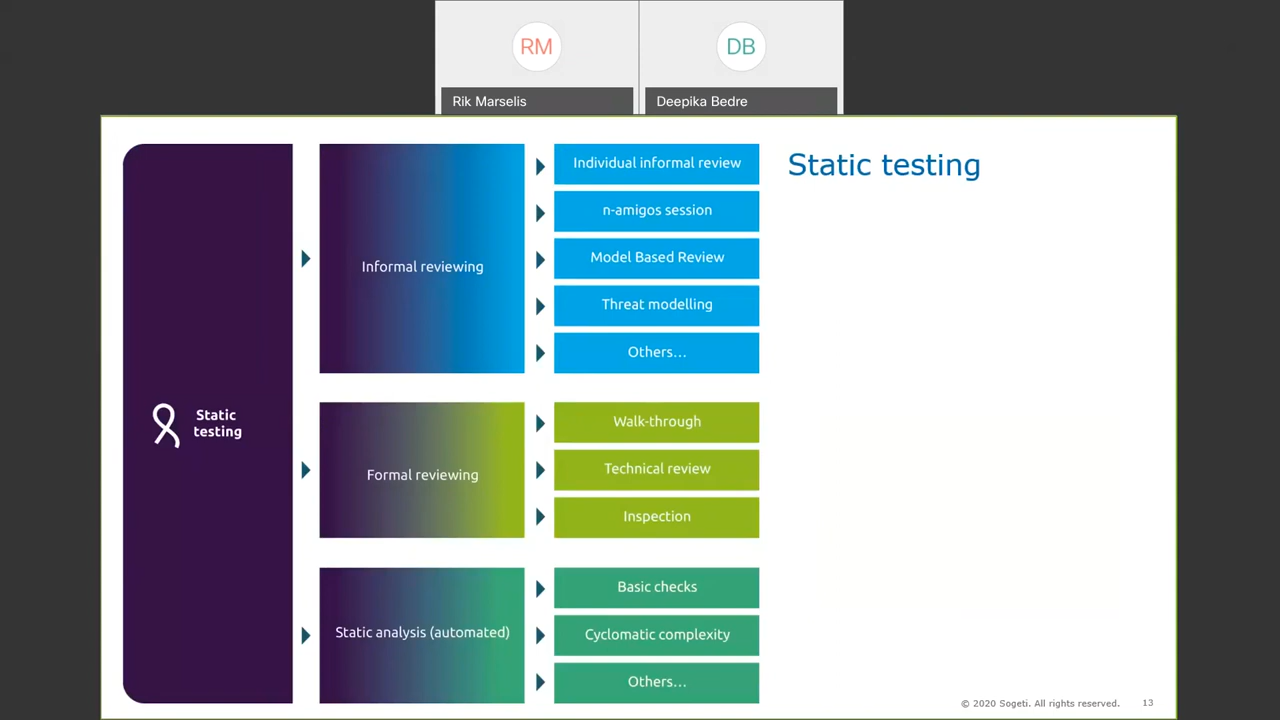 RM
DB
Rik Marselis
Deepika Bedre
Static testing
Static
testing
Informal reviewing
Individual informal review
n-amigos session
Model Based Review
Threat modelling
Others...
Formal reviewing
Walk-through
Technical review
Inspection
Static analysis (automated)
Basic checks
Cyclomatic complexity
Others...
© 2020 Sogeti. All rights reserved. 13